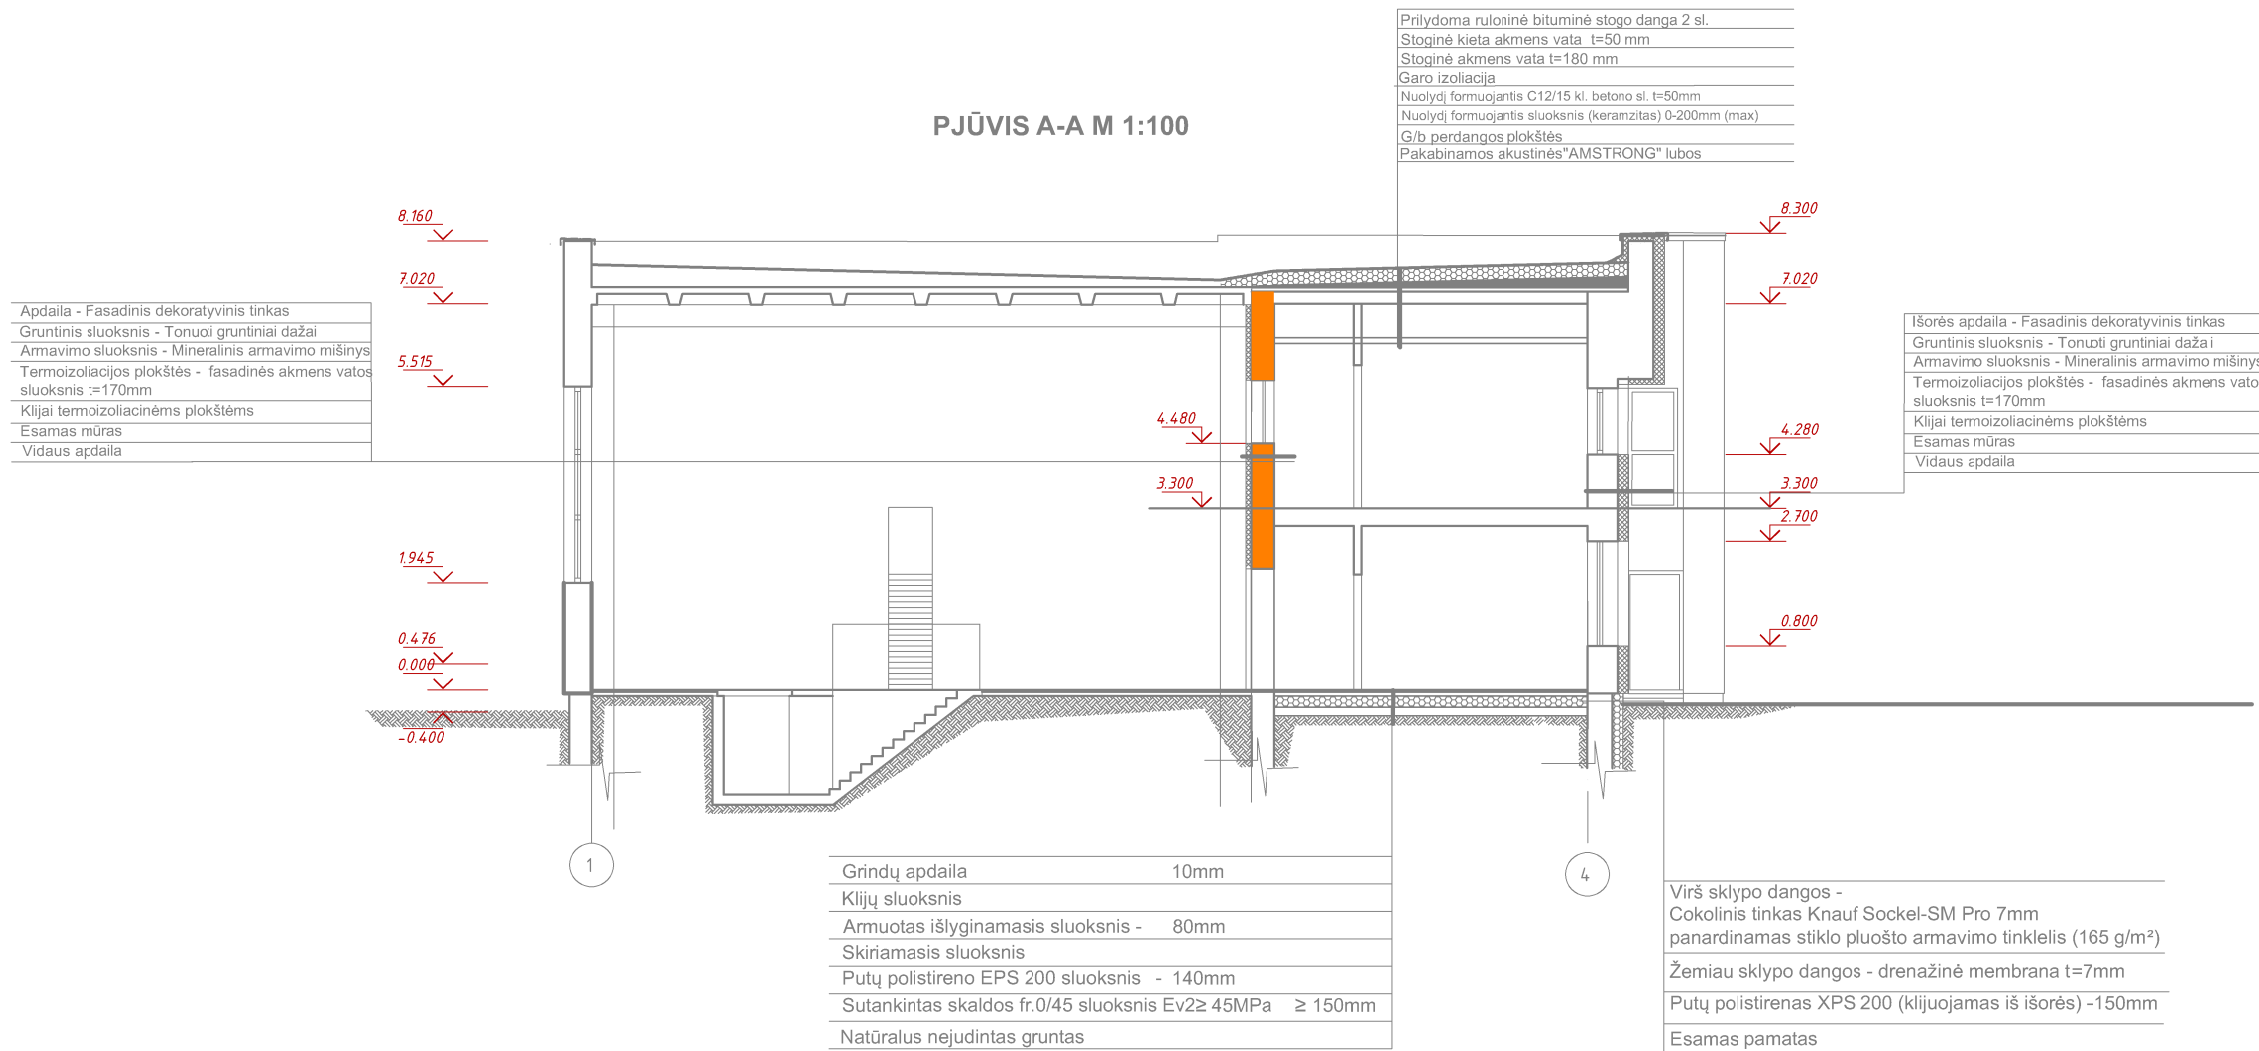 Prilydoma ruloninė bituminė stogo danga 2 sl.
Stoginė kieta akmens vata t=50 mm
Stoginė akmens vata t=180 mm
Garo izoliacija
Nuolydį formuojantis C12/15 kl. betono sl. t=50mm
Nuolydį formuojantis sluoksnis (keramzitas) 0-200mm (max)
G/b perdangos plokštės
Pakabinamos akustinės"AMSTRONG" lubos
PJŪVIS A-A M 1:100
8.160
7.020
5.515
1.945
0.476
0.000
-0.400
Apdaila - Fasadinis dekoratyvinis tinkas
Gruntinis sluoksnis - Tonuoti gruntiniai dažai
Armavimo sluoksnis - Mineralinis armavimo mišinys
Termoizoliacijos plokštės - fasadinės akmens vatos
sluoksnis t=170mm
Klijai termoizoliacinėms plokštėms
Esamas mūras
Vidaus apdaila
4.480
3.300
8.300
7.020
4.280
3.300
2.700
0.800
Išorės apdaila - Fasadinis dekoratyvinis tinkas
Gruntinis sluoksnis - Tonuoti gruntiniai dažai
Armavimo sluoksnis - Mineralinis armavimo mišinys
Termoizoliacijos plokštės - fasadinės akmens vato
sluoksnis t=170mm
Klijai termoizoliacinėms plokštėms
Esamas mūras
Vidaus apdaila
1
4
Grindų apdaila 10mm
Klijų sluoksnis
Armuotas išlyginamasis sluoksnis - 80mm
Skiriamasis sluoksnis
Putų polistireno EPS 200 sluoksnis - 140mm
Sutankintas skaldos fr.0/45 sluoksnis Ev2≥ 45MPa ≥ 150mm
Natūralus nejudintas gruntas
Virš sklypo dangos -
Cokolinis tinkas Knauf Sockel-SM Pro 7mm
panardinamas stiklo pluošto armavimo tinklelis (165 g/m²)
Žemiau sklypo dangos - drenažinė membrana t=7mm
Putų polistirenas XPS 200 (klijuojamas iš išorės) -150mm
Esamas pamatas